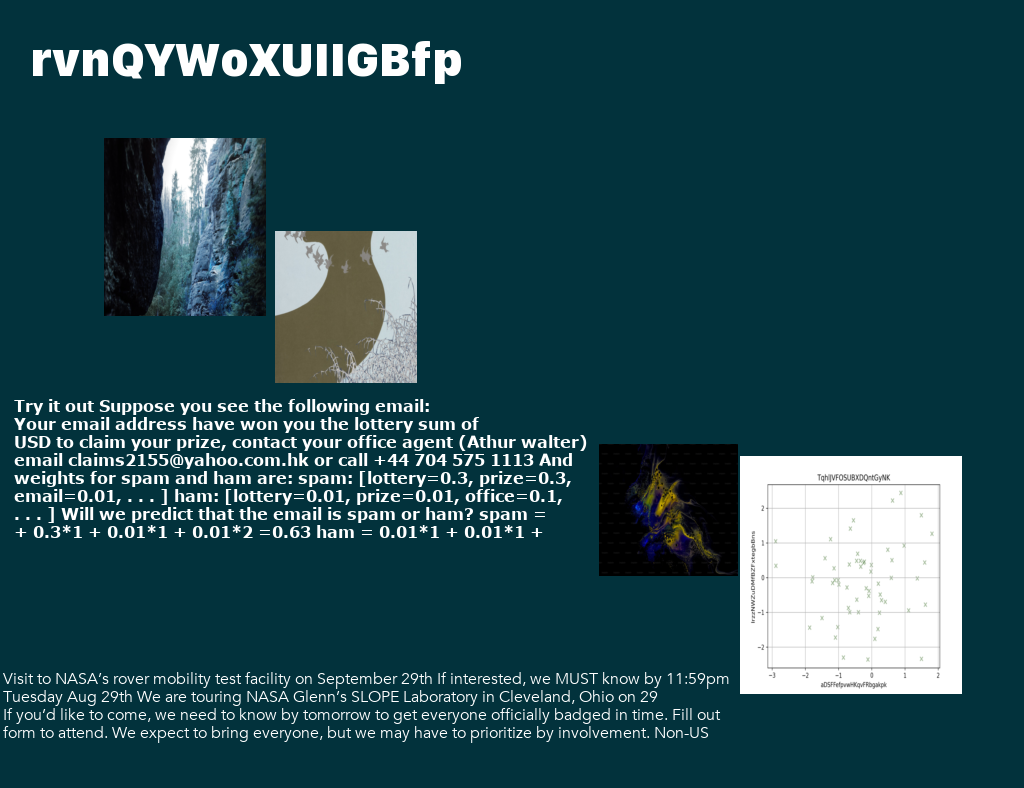 rvnQYWoXUIIGBfp
Try it out Suppose you see the following email:
Your email address have won you the lottery sum of
USD to claim your prize, contact your office agent (Athur walter)
email claims2155@yahoo.com.hk or call +44 704 575 1113 And
weights for spam and ham are: spam: [lottery=0.3, prize=0.3,
email=0.01, . . . ] ham: [lottery=0.01, prize=0.01, office=0.1,
. . . ] Will we predict that the email is spam or ham? spam =
+ 0.3*1 + 0.01*1 + 0.01*2 =0.63 ham = 0.01*1 + 0.01*1 +
TqhIJVFOSUBXDQntGyNK
2
1
0
−1
−2
−3 −2 −1 0 1 2
aDSFFefpvwHKqvFRbgakpk
Visit to NASA’s rover mobility test facility on September 29th If interested, we MUST know by 11:59pm
Tuesday Aug 29th We are touring NASA Glenn’s SLOPE Laboratory in Cleveland, Ohio on 29
If you’d like to come, we need to know by tomorrow to get everyone officially badged in time. Fill out
form to attend. We expect to bring everyone, but we may have to prioritize by involvement. Non-US